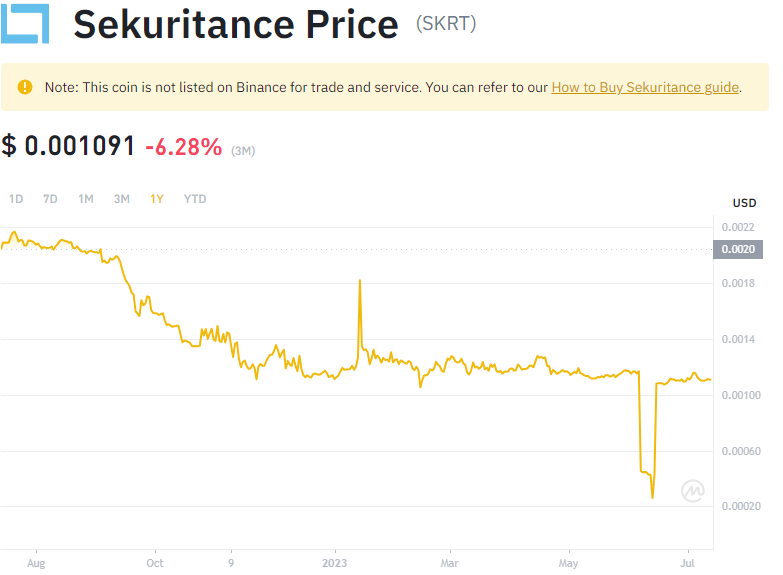 Sekuritance Price (SKRT)
Note: This coin is not listed on Binance for trade and service. You can refer to our How to Buy Sekuritance guide.
$ 0.001091 -6.28% (3M)
1D 7D 1M 3M 1Y YTD
USD
0.0022
0.0020
0.0018
0.0014
0.00100
0.00060
0.00020
Aug Oct 9 2023 Mar May Jul